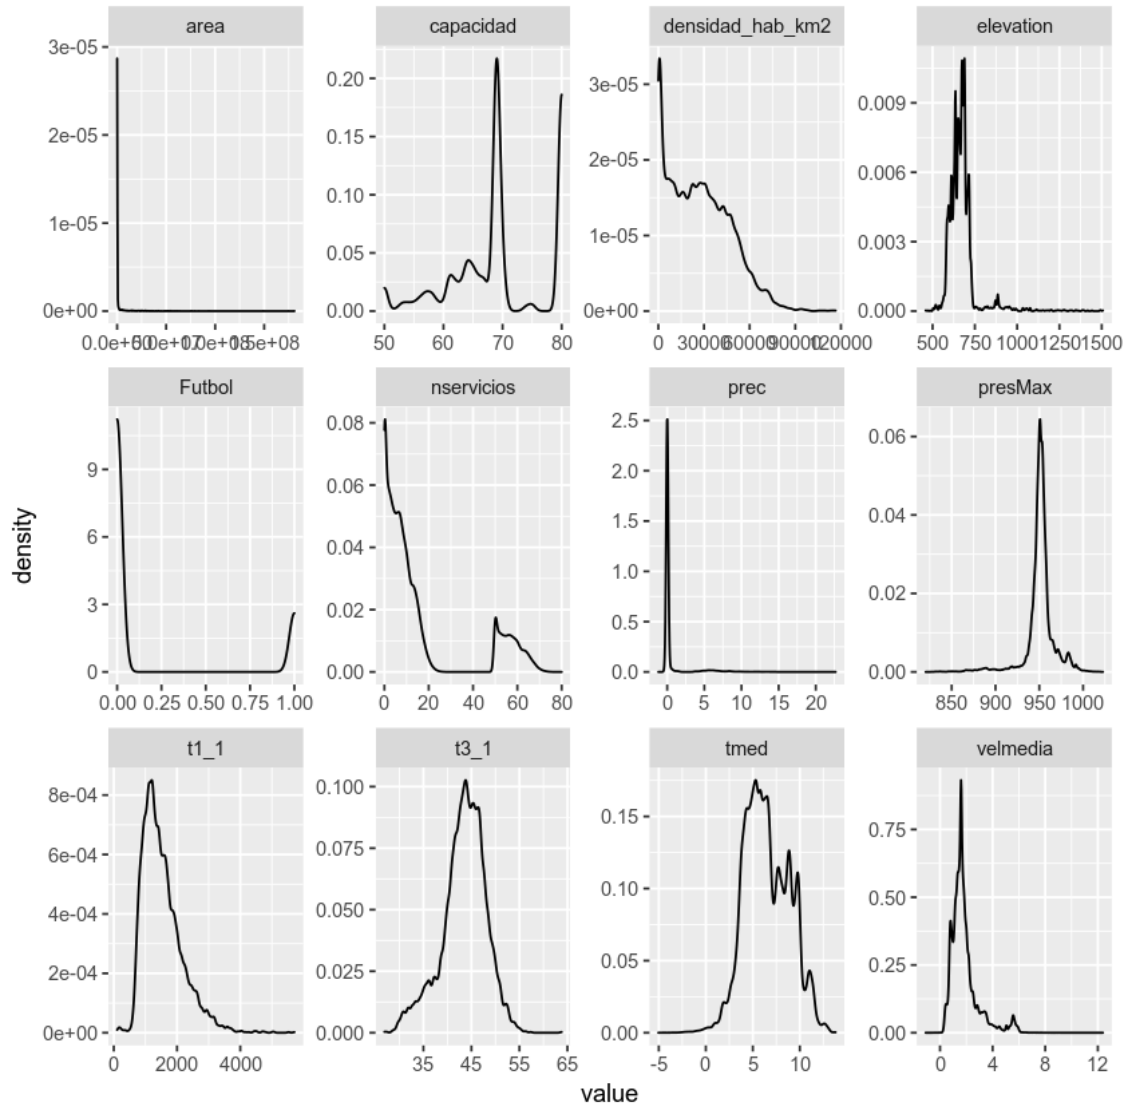 area capacidad densidad_hab_km2 elevation
3e-05 2e-05 1e-05 0e+00
0.20 0.15 0.10 0.05 0.00
3e-05 2e-05 1e-05 0e+00
0.009 0.006 0.003 0.000
50 60 70 80
0 30000 60000 90000 120000
500 750 1000 1250 1500
Futbol nservicios prec presMax
9 6 3 0
0.08 0.06 0.04 0.02 0.00
2.5 2.0 1.5 1.0 0.5 0.0
0.06 0.04 0.02 0.00
0.00 0.25 0.50 0.75 1.00
0 20 40 60 80
0 5 10 15 20
850 900 950 1000
t1_1 t3_1 tmed velmedia
8e-04 6e-04 4e-04 2e-04 0e+00
0.100 0.075 0.050 0.025 0.000
0.15 0.10 0.05 0.00
0.75 0.50 0.25 0.00
0 2000 4000
35 45 55 65
-5 0 5 10
0 4 8 12
density
value